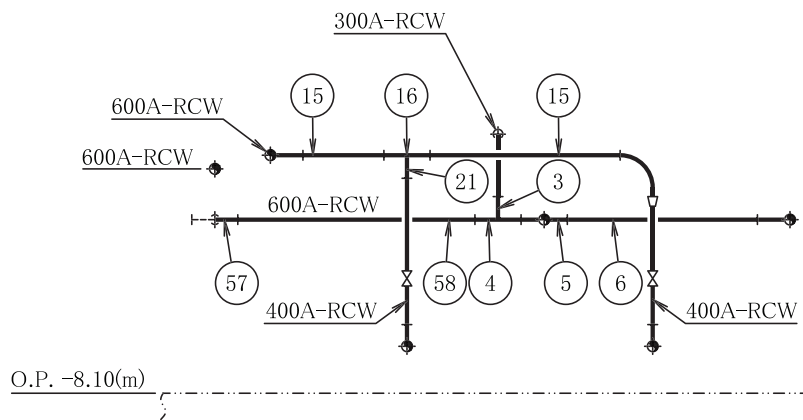 300A-RCW
600A-RCW
15
16
15
600A-RCW
21
3
600A-RCW
57
58
4
5
6
400A-RCW
400A-RCW
O.P. -8.10(m)